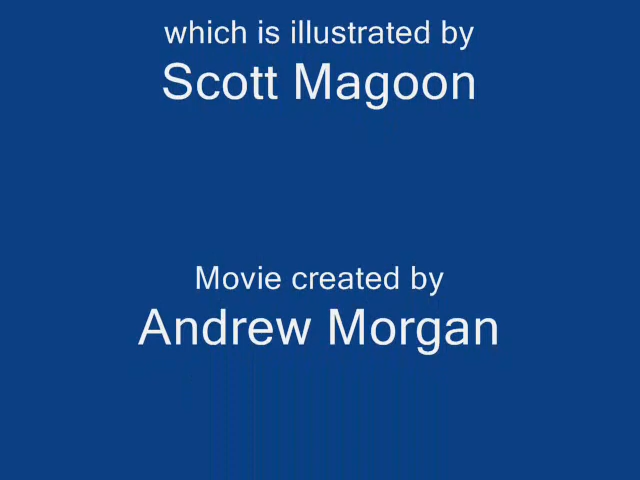 which is illustrated by
Scott Magoon
Movie created by
Andrew Morgan